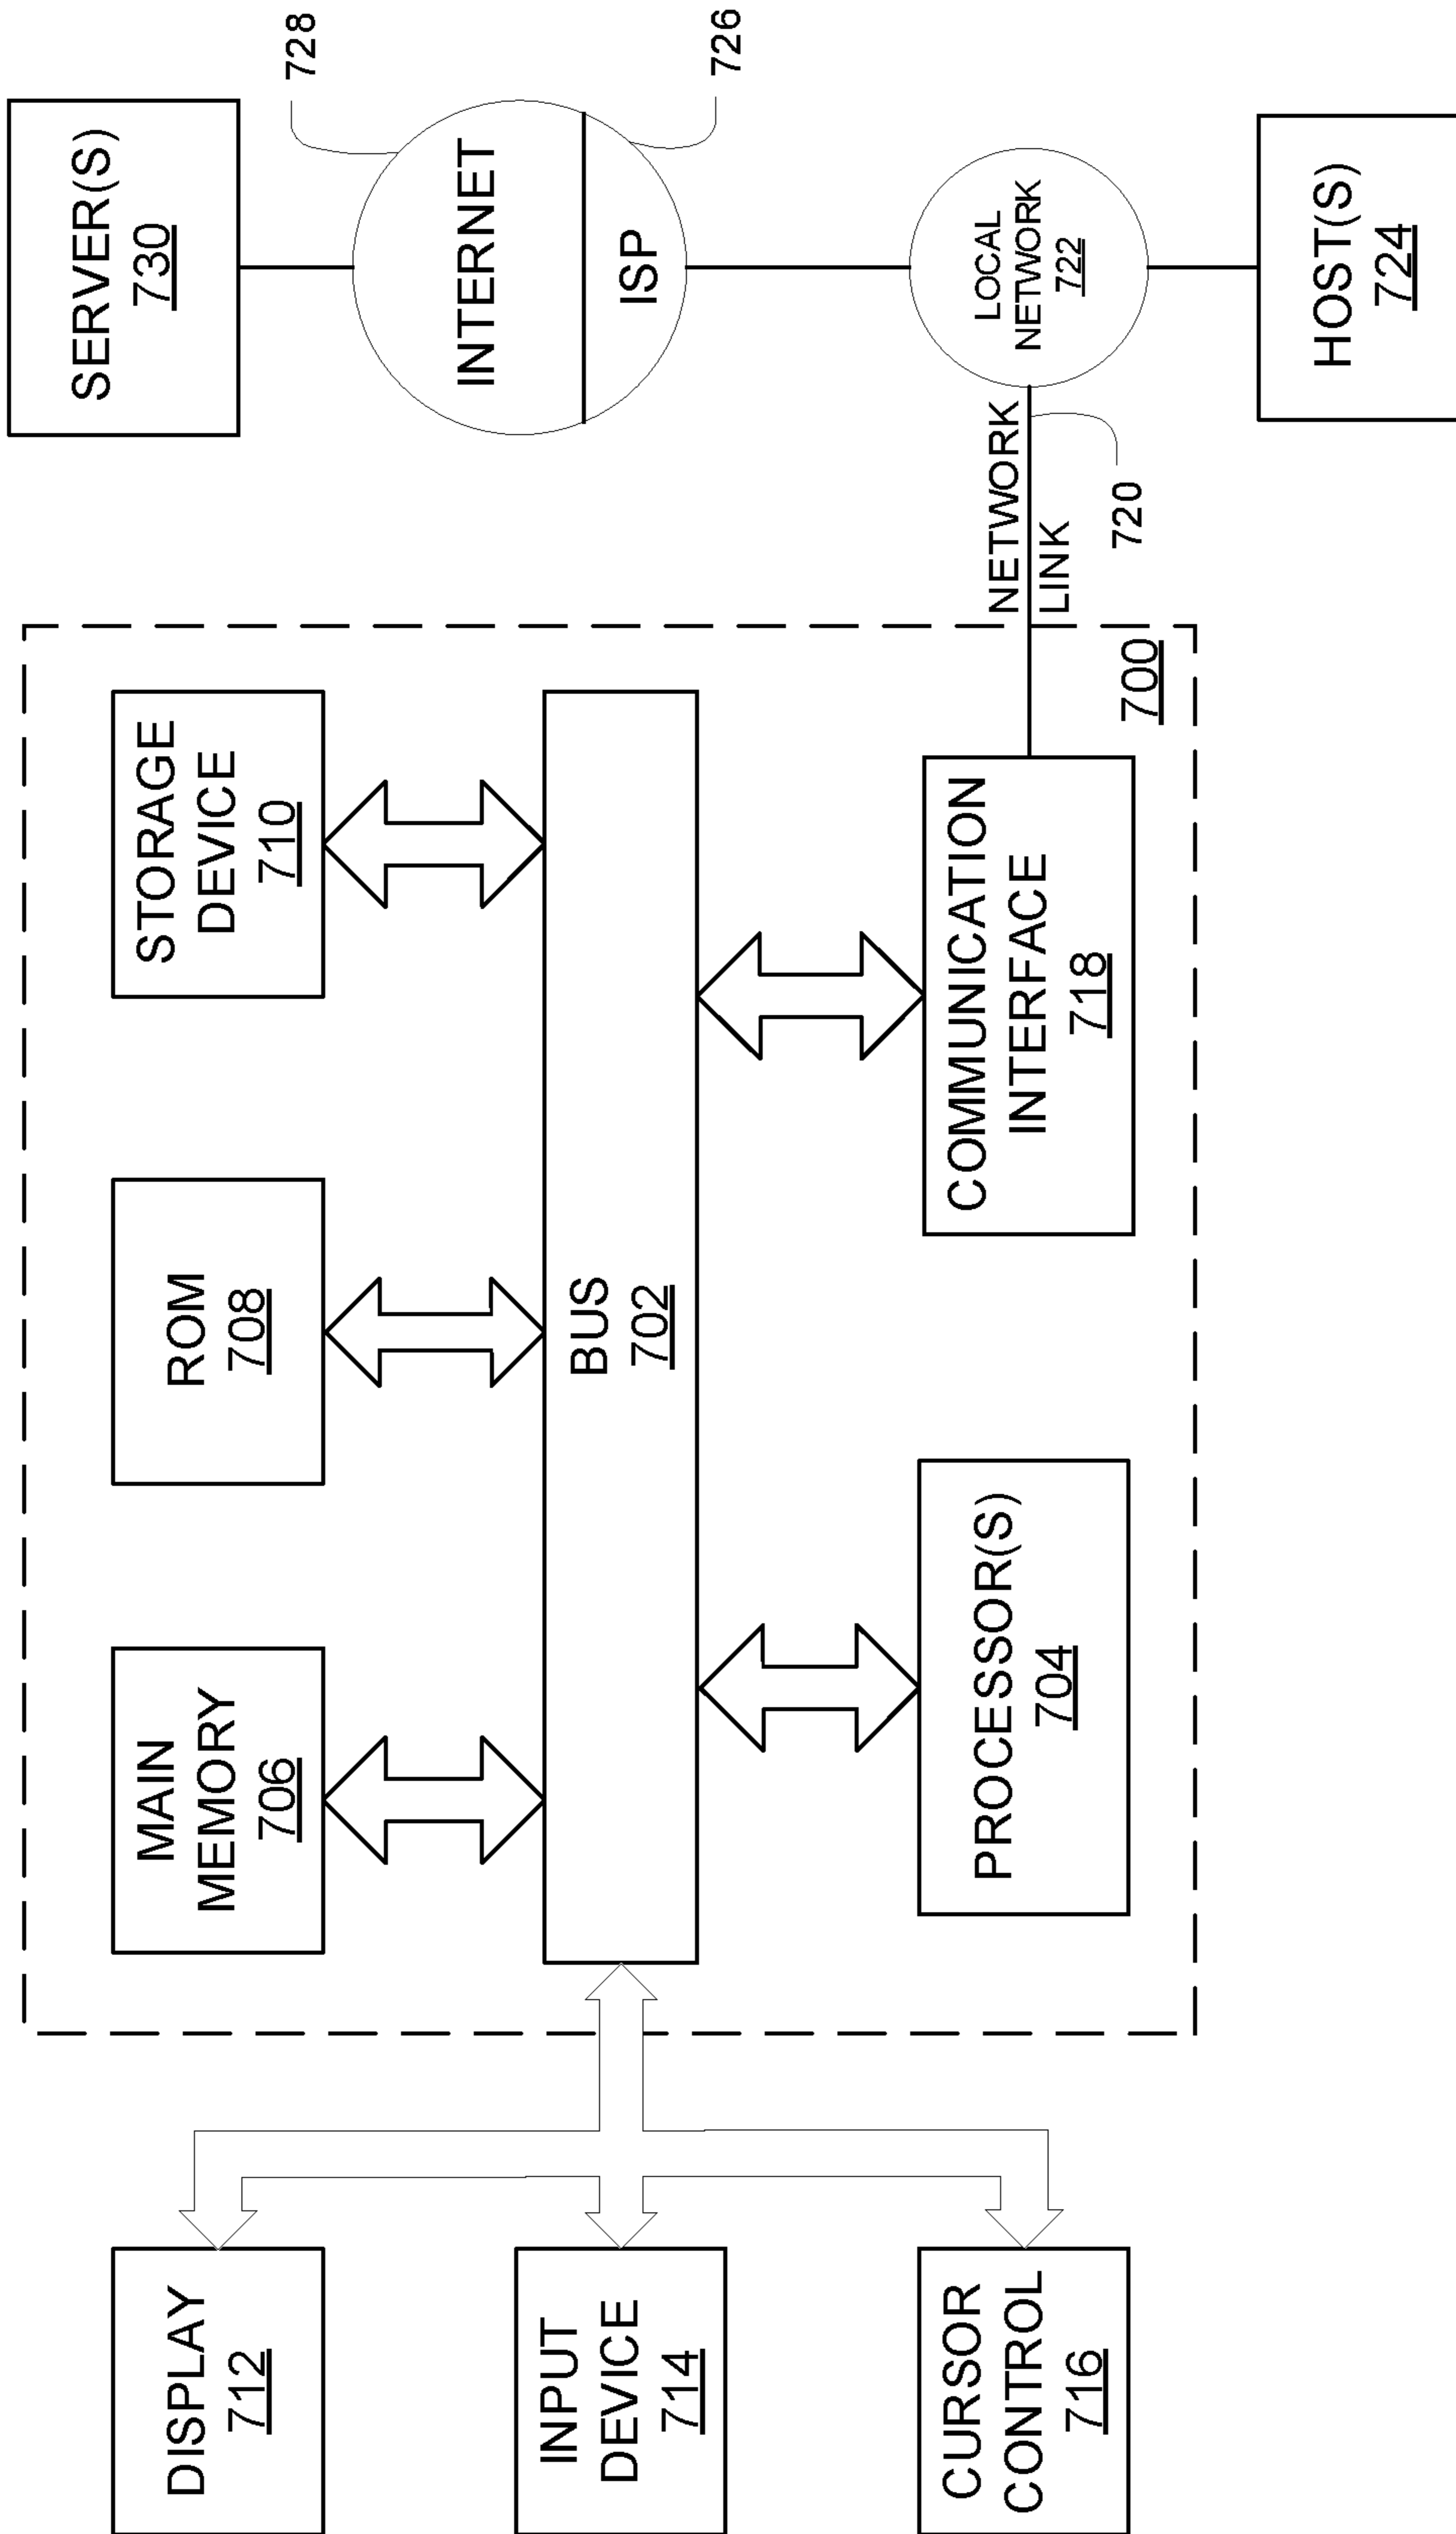 DISPLAY
712
INPUT
DEVICE
714
CURSOR
CONTROL
716
MAIN
MEMORY
706
ROM
708
STORAGE
DEVICE
710
BUS
702
PROCESSOR(S)
704
COMMUNICATION
INTERFACE
718
700
NETWORK
LINK
720
SERVER(S)
730
728
INTERNET
ISP
726
LOCAL
NETWORK
722
HOST(S)
724